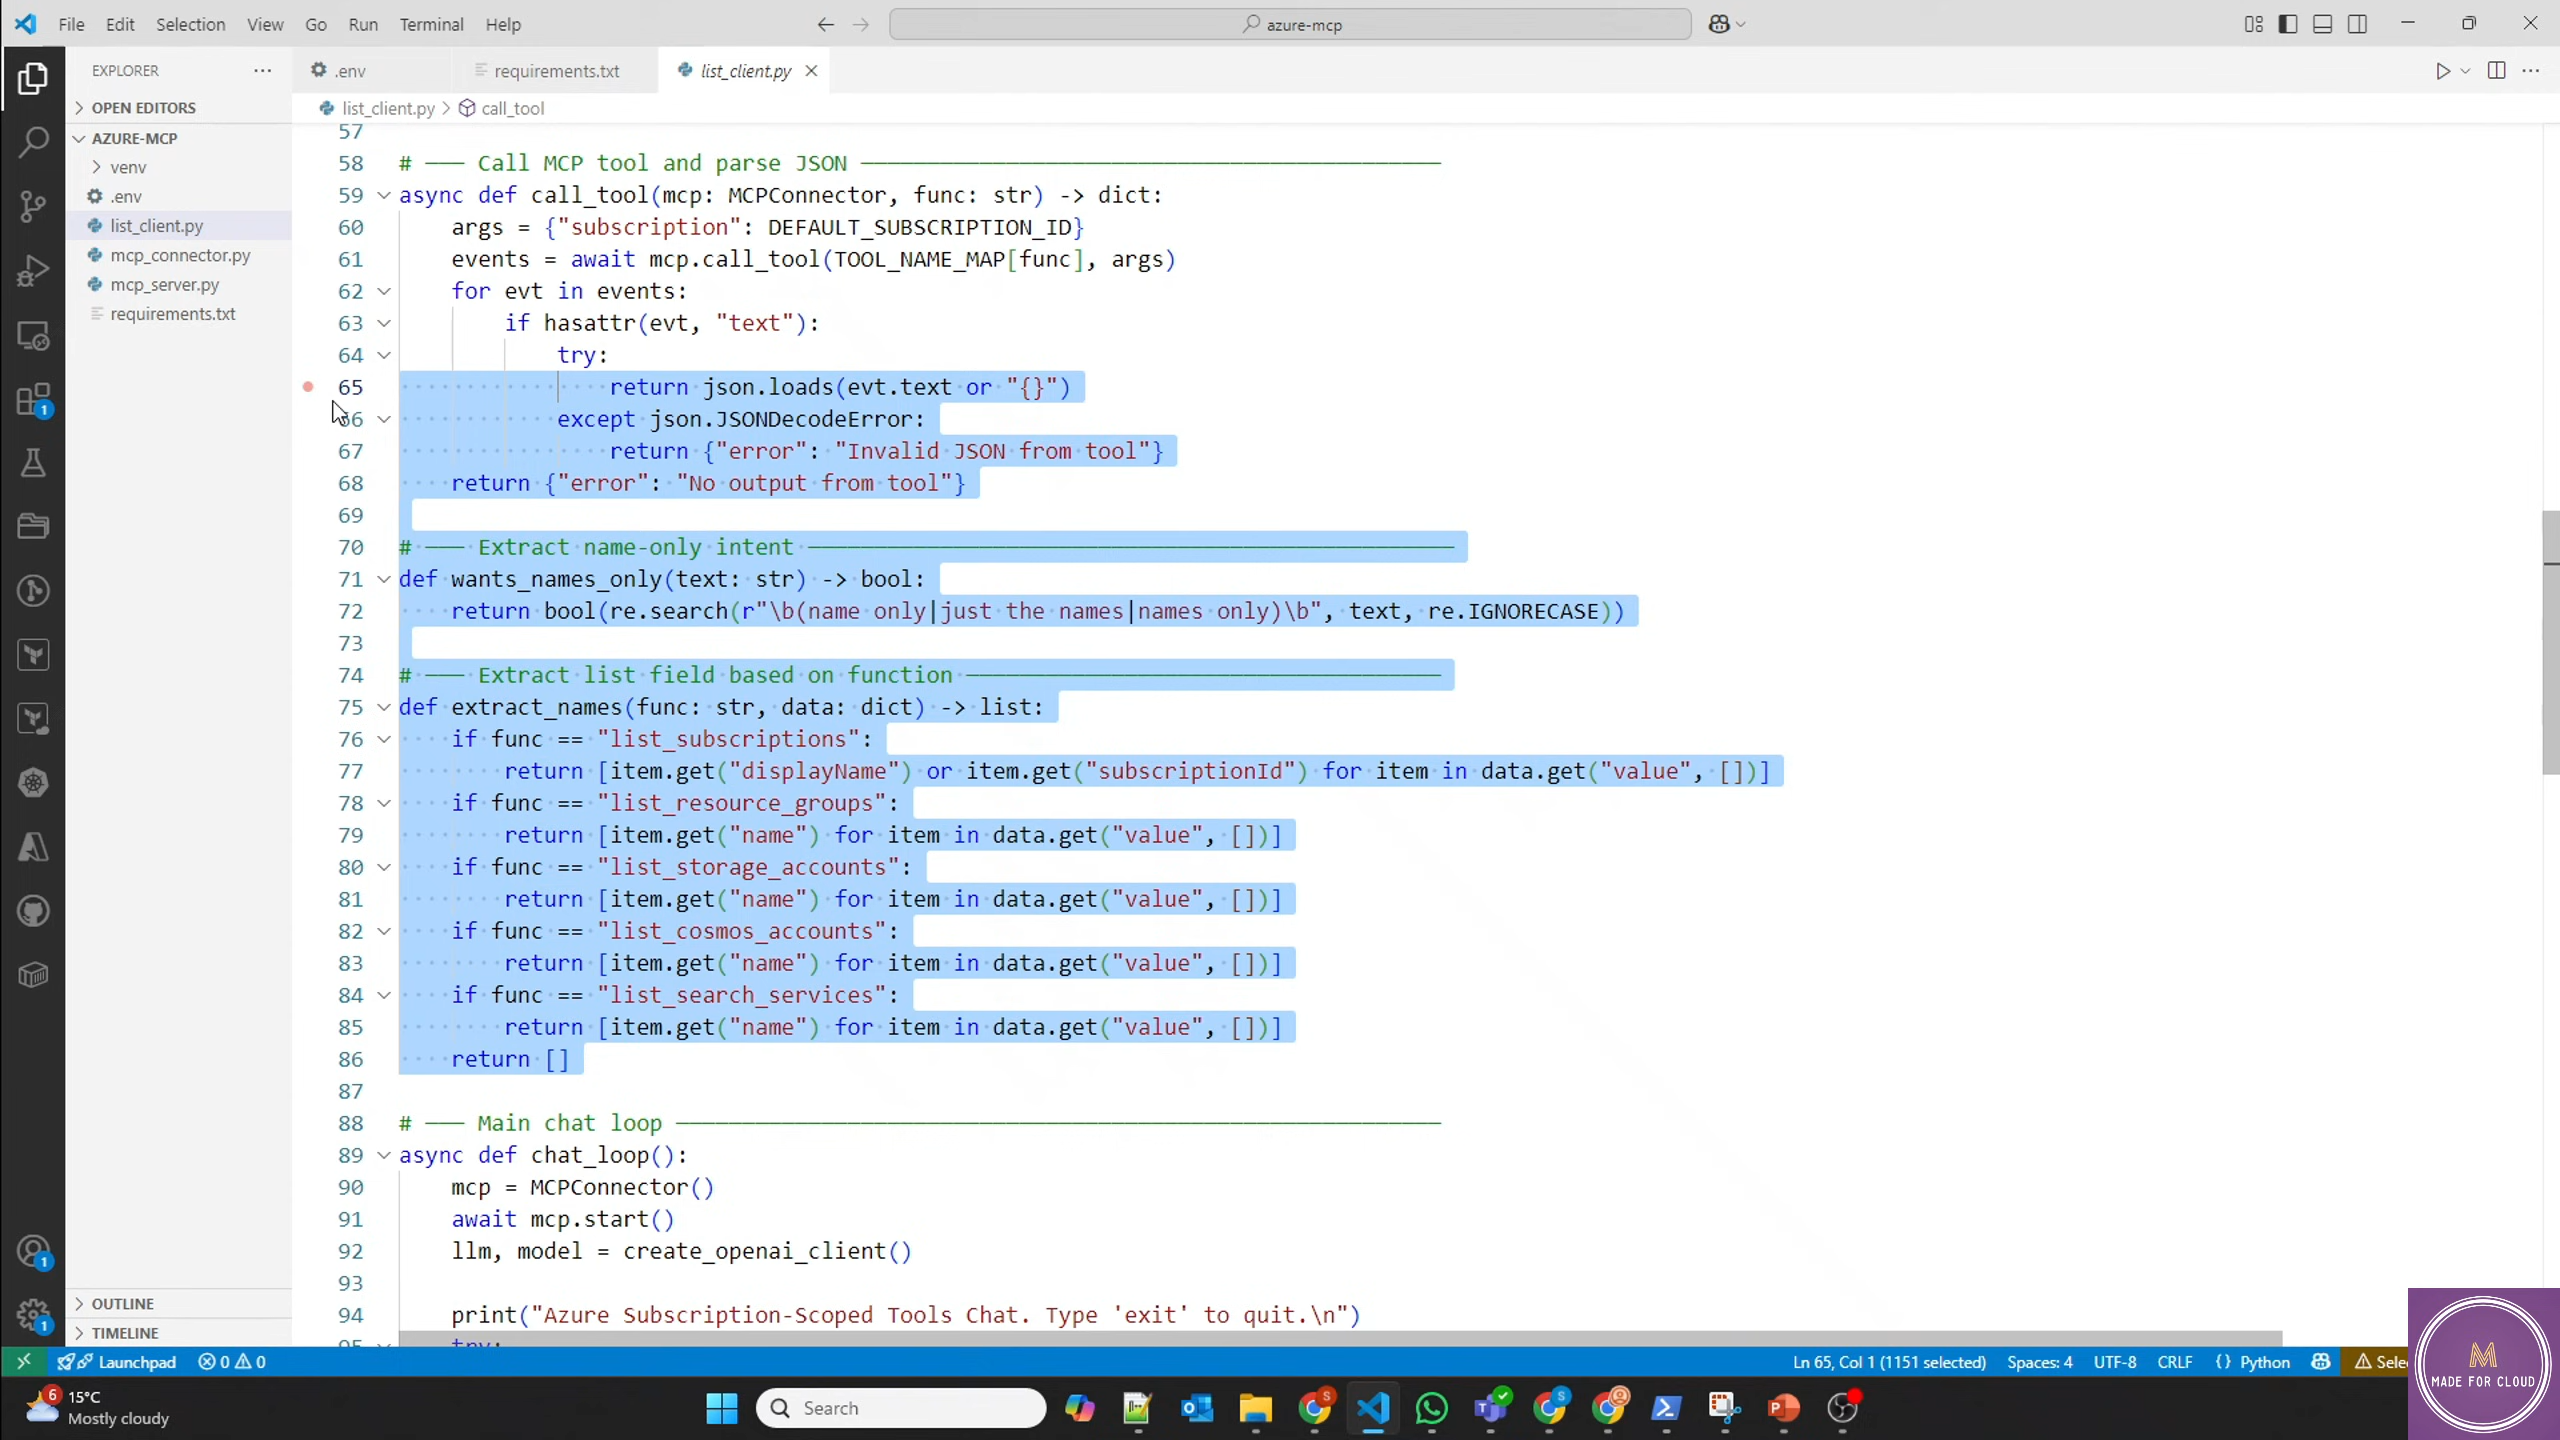 File Edit Selection View Go Run Terminal Help
azure-mcp
EXPLORER
OPEN EDITORS
AZURE-MCP
venv
.env
list_client.py
mcp_connector.py
mcp_server.py
requirements.txt
OUTLINE
TIMELINE
.env
requirements.txt
list_client.py
list_client.py > call_tool
57
58 # —— Call MCP tool and parse JSON ——————————————————
59 async def call_tool(mcp: MCPConnector, func: str) -> dict:
60 args = {"subscription": DEFAULT_SUBSCRIPTION_ID}
61 events = await mcp.call_tool(TOOL_NAME_MAP[func], args)
62 for evt in events:
63 if hasattr(evt, "text"):
64 try:
65 return json.loads(evt.text or "{}")
66 except json.JSONDecodeError:
67 return {"error": "Invalid JSON from tool"}
68 return {"error": "No output from tool"}
69
70 # —— Extract name-only intent ——————————————————
71 def wants_names_only(text: str) -> bool:
72 return bool(re.search(r"\b(name only|just the names|names only)\b", text, re.IGNORECASE))
73
74 # —— Extract list field based on function ——————————————————
75 def extract_names(func: str, data: dict) -> list:
76 if func == "list_subscriptions":
77 return [item.get("displayName") or item.get("subscriptionId") for item in data.get("value", [])]
78 if func == "list_resource_groups":
79 return [item.get("name") for item in data.get("value", [])]
80 if func == "list_storage_accounts":
81 return [item.get("name") for item in data.get("value", [])]
82 if func == "list_cosmos_accounts":
83 return [item.get("name") for item in data.get("value", [])]
84 if func == "list_search_services":
85 return [item.get("name") for item in data.get("value", [])]
86 return []
87
88 # —— Main chat loop ——————————————————
89 async def chat_loop():
90 mcp = MCPConnector()
91 await mcp.start()
92 llm, model = create_openai_client()
93
94 print("Azure Subscription-Scoped Tools Chat. Type 'exit' to quit.\n")
Launchpad 0 0
Ln 65, Col 1 (1151 selected) Spaces: 4 UTF-8 CRLF {} Python Sele
6 15°C
Mostly cloudy
Search
M
MADE FOR CLOUD